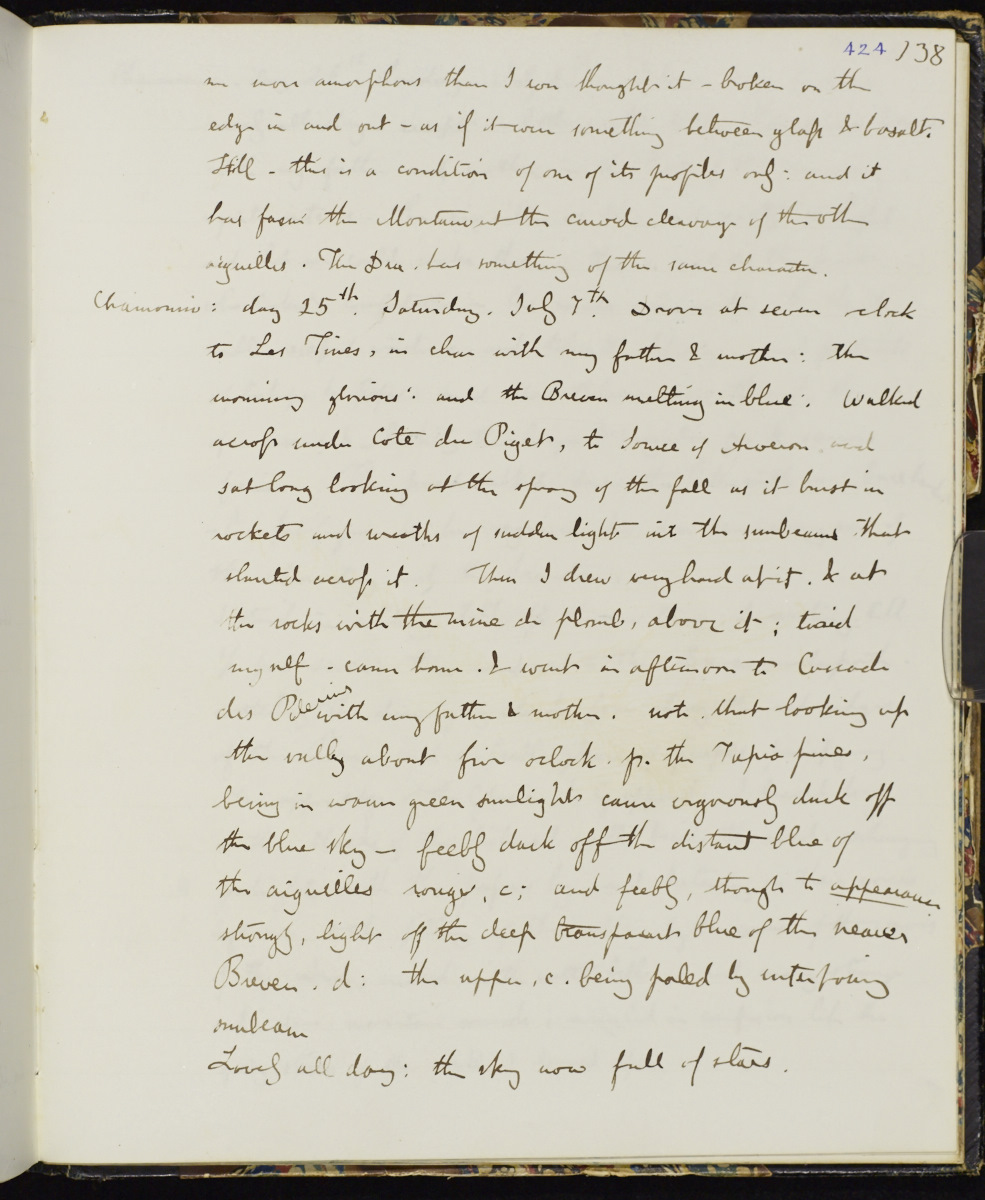 424 138
me more amorphous than I ever thought it - broken on the
edge in and out - as if it were something between glass & basalt.
Still - this is a condition of one of its profiles only: and it
has facing the Montanvert the curved cleavage of the other
aiguilles. The Dru. has something of the same character.
Chamonix: day 25th. Saturday. July 7th. Drove at seven oclock
to Les Tines, in char with my father & mother: the
morning glorious: and the Breven melting in blue: Walked
across under Cote du Piget, to Source of Arveron and
sat long looking at the spray of the fall as it burst in
rockets and wreaths of sudden light into the sunbeams that
slanted across it. Then I drew very hard at it. & at
the rocks with the mine de plomb, above it; tired
myself - came home. & went in afternoon to Cascade
des Pelerins with my father & mother. note. that looking up
the valley about five oclock. p. the Tapia pines,
being in warm green sunlight came vigorously dark off
the blue sky — feebly dark off the distant blue of
the aiguilles rouges, c; and feebly, though to appearance
strongly, light off the deep transparent blue of the nearer
Breven. d: the upper, c. being paled by interposing
sunbeam
Lovely all day: the sky now full of stars.